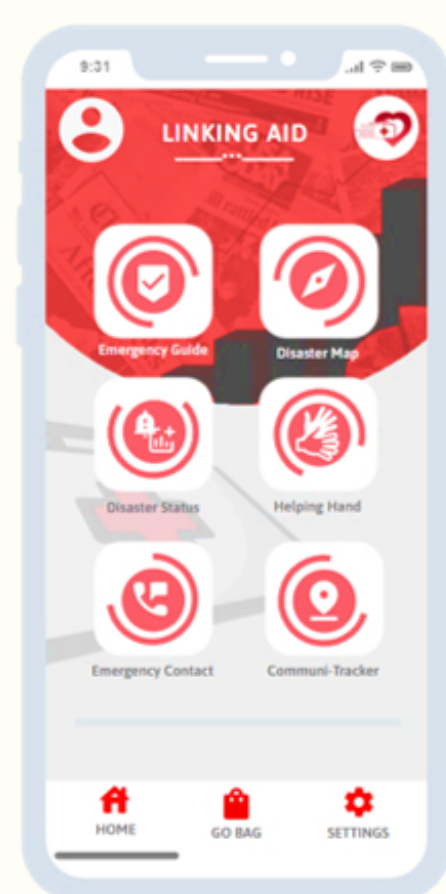 9:31
LINKING AID
Emergency Guide
Disaster Map
Disaster Status
Helping Hand
Emergency Contact
Communi-Tracker
HOME
GO BAG
SETTINGS